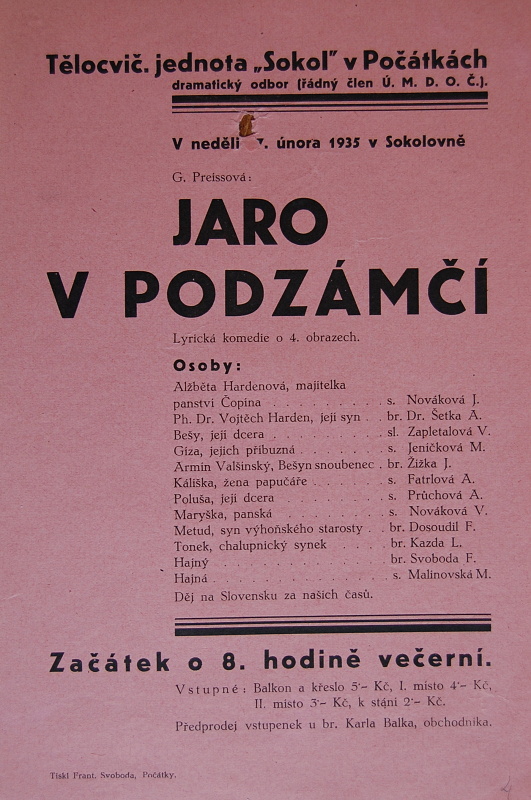 Tělocvič. jednota „Sokol" v Počátkách
dramatický odbor (řádný člen Ú. M. D. O. Č.).
V neděli . února 1935 v Sokolovně
G. Preissová:
JARO
V PODZÁMČÍ
Lyrická komedie o 4. obrazech.
Osoby:
Alžběta Hardenová, majitelka
panství Čopina . . . . . . . . . . s. Nováková J.
Ph. Dr. Vojtěch Harden, její syn . . br. Dr. Šetka A.
Bešy, její dcera . . . . . . . . . . sl. Zapletalová V.
Giza, jejich příbuzná . . . . . . . s. Jeníčková M.
Armin Valšinský, Bešyn snoubenec . br. Žižka J.
Káliška, žena papučáře . . . . . . s. Fatrlová A.
Poluša, její dcera . . . . . . . . s. Průchová A.
Maryška, panská . . . . . . . . . s. Nováková V.
Metud, syn výhoňského starosty . . br. Dosoudil F.
Tonek, chalupnický synek . . . . br. Kazda L.
Hajný . . . . . . . . . . . . . . br. Svoboda F.
Hajná . . . . . . . . . . . . . . s. Malinovská M.
Děj na Slovensku za našich časů.
Začátek o 8. hodině večerní.
Vstupné: Balkon a křeslo 5·– Kč, I. místo 4·– Kč,
II. místo 3·– Kč, k stání 2·– Kč.
Předprodej vstupenek u br. Karla Balka, obchodníka.
Tiskl Frant. Svoboda, Počátky.